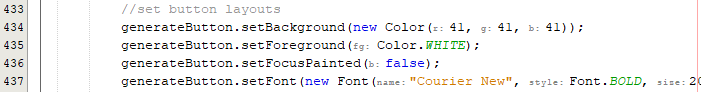 433 //set button layouts
434 generateButton.setBackground(new Color(r: 41, g: 41, b: 41));
435 generateButton.setForeground(fg: Color.WHITE);
436 generateButton.setFocusPainted(b: false);
437 generateButton.setFont(new Font(name: "Courier New", style: Font.BOLD, size: 20